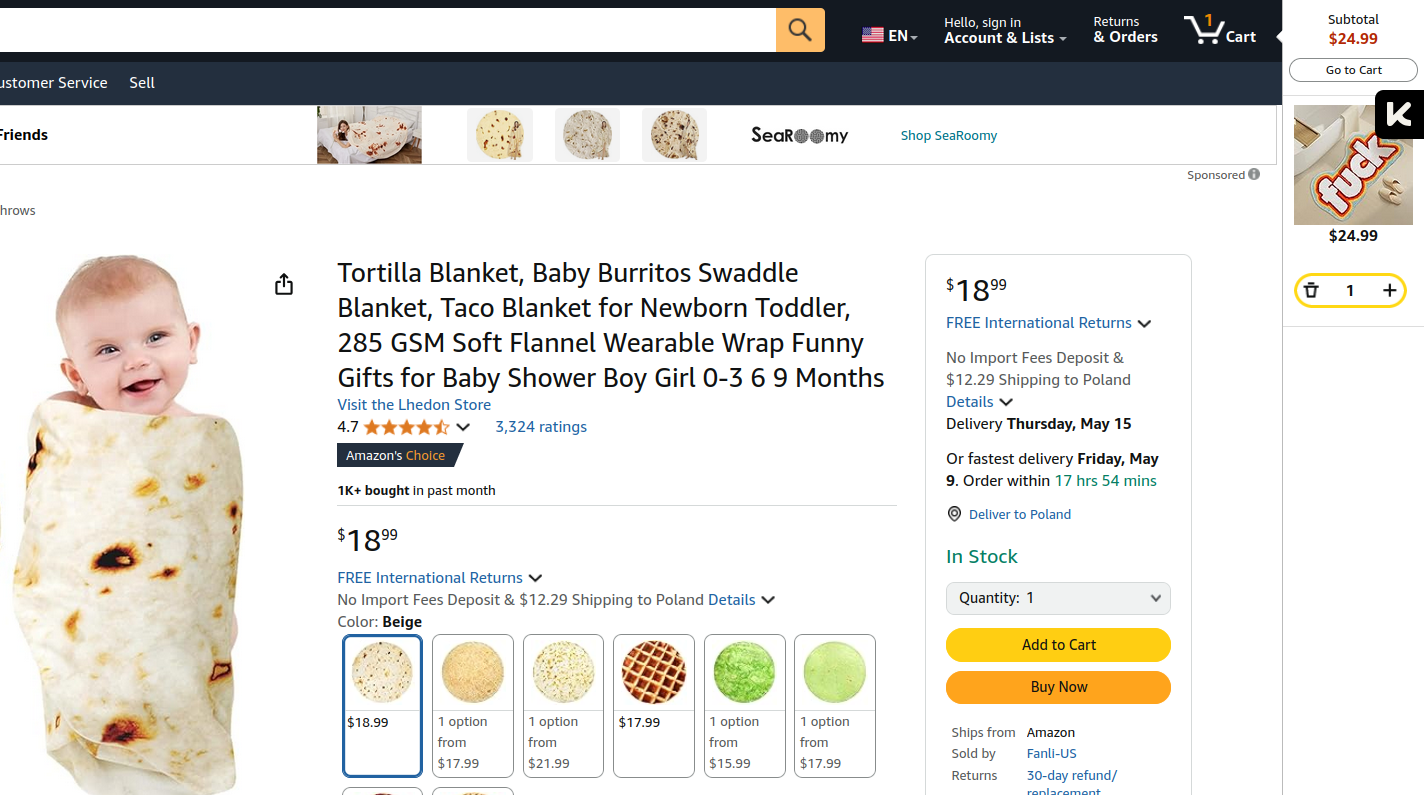 EN
Hello, sign in
Account & Lists
Returns
& Orders
1
Cart
Subtotal
$24.99
Go to Cart
ustomer Service
Sell
Friends
SeaRoomy
Shop SeaRoomy
Sponsored
K
fuck
$24.99
1
hrows
Tortilla Blanket, Baby Burritos Swaddle
Blanket, Taco Blanket for Newborn Toddler,
285 GSM Soft Flannel Wearable Wrap Funny
Gifts for Baby Shower Boy Girl 0-3 6 9 Months
Visit the Lhedon Store
4.7
3,324 ratings
Amazon's Choice
1K+ bought in past month
$18.99
FREE International Returns
No Import Fees Deposit & $12.29 Shipping to Poland Details
Color: Beige
$18.99
1 option
from
$17.99
1 option
from
$21.99
$17.99
1 option
from
$15.99
1 option
from
$17.99
$18.99
FREE International Returns
No Import Fees Deposit &
$12.29 Shipping to Poland
Details
Delivery Thursday, May 15
Or fastest delivery Friday, May
9. Order within 17 hrs 54 mins
Deliver to Poland
In Stock
Quantity: 1
Add to Cart
Buy Now
Ships from Amazon
Sold by Fanli-US
Returns 30-day refund/
replacement